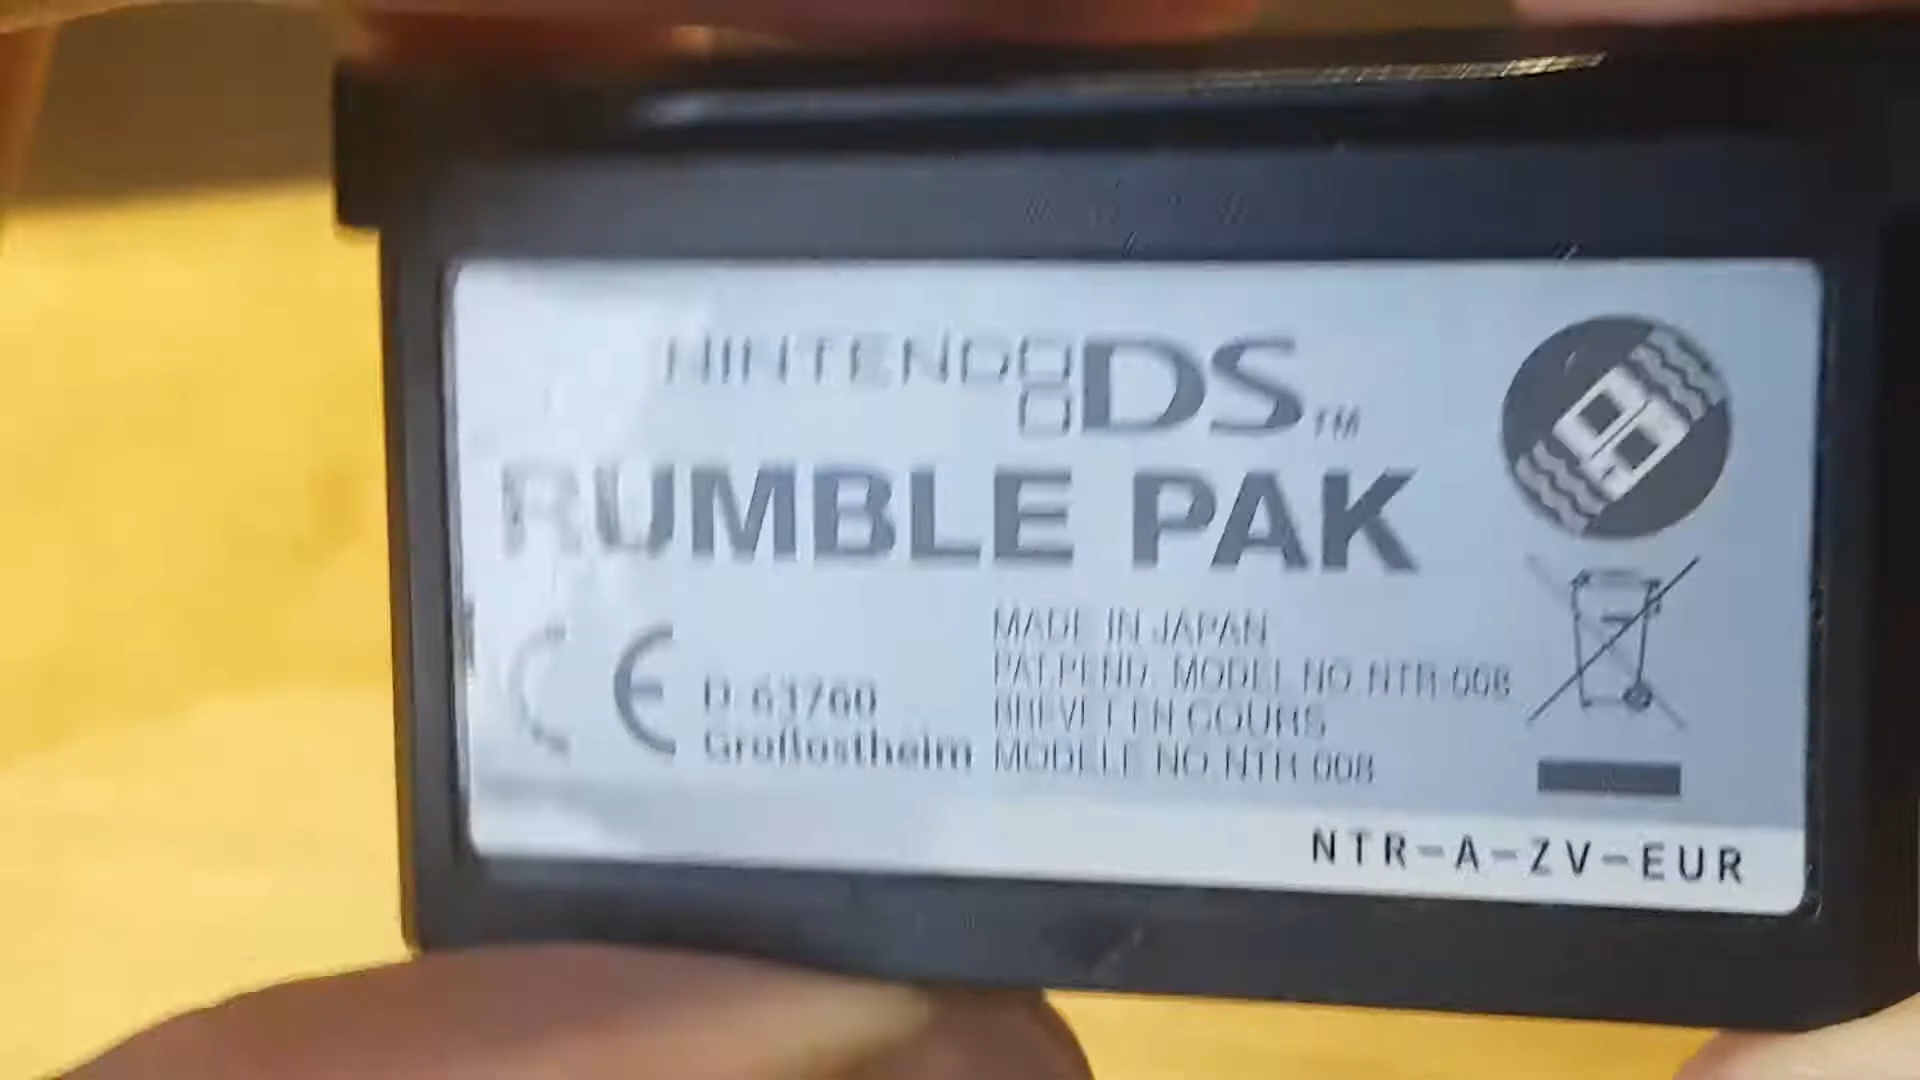 NINTENDO DS™
RUMBLE PAK
CE
D-63760
Großostheim
MADE IN JAPAN
PAT.PEND. MODEL NO.NTR-008
BREVET EN COURS
MODELE NO.NTR-008
NTR-A-ZV-EUR